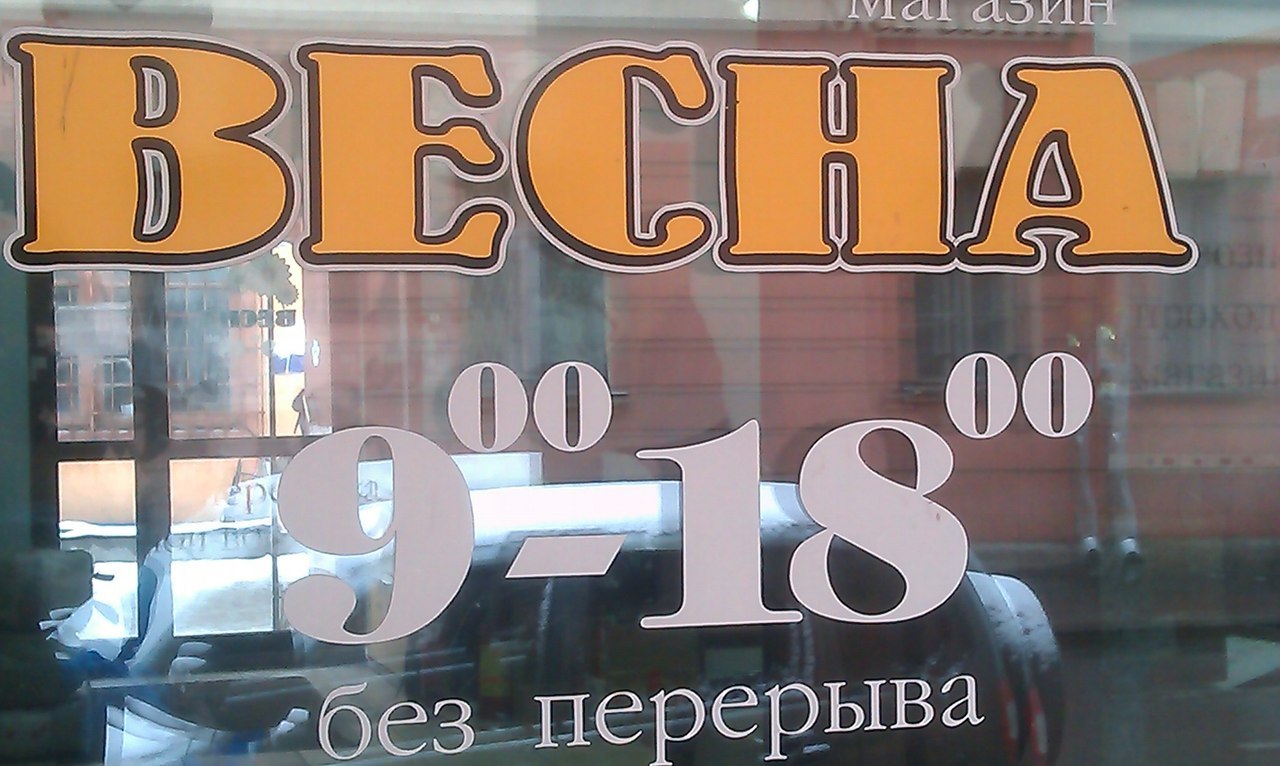 магазин
ВЕСНА
9⁰⁰-18⁰⁰
без перерыва